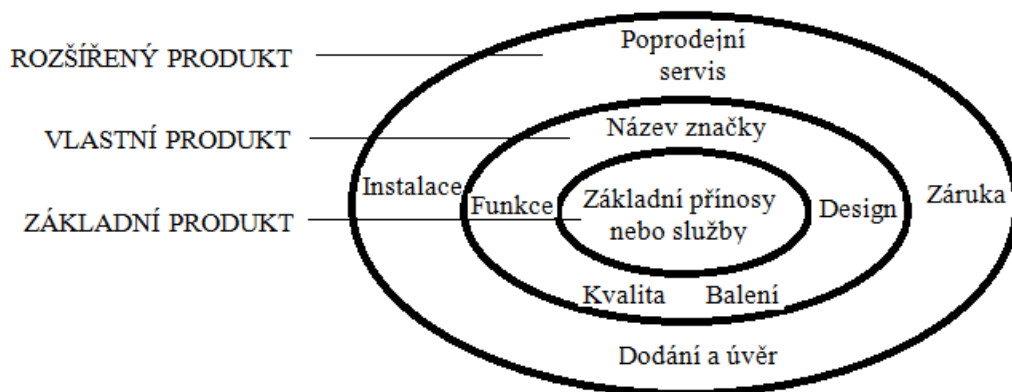 Poprodejní
servis
ROZŠÍŘENÝ PRODUKT
Název značky
VLASTNÍ PRODUKT
Instalace
Funkce
Základní přínosy
nebo služby
Design
Záruka
ZÁKLADNÍ PRODUKT
Kvalita
Balení
Dodání a úvěr